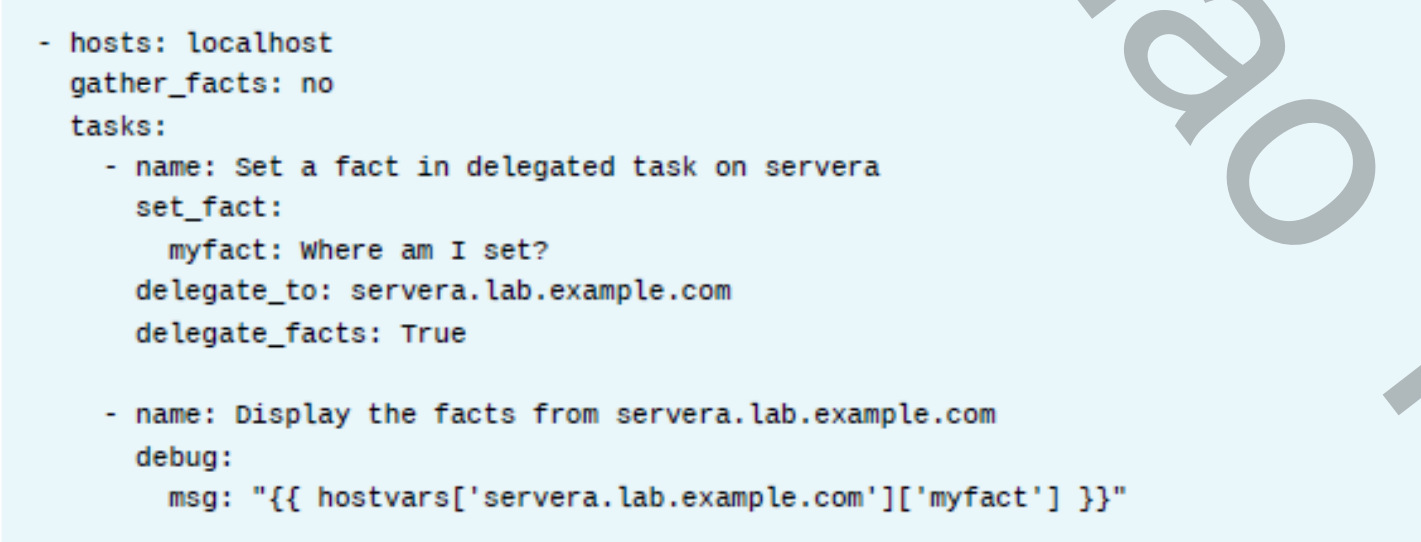 - hosts: localhost
  gather_facts: no
  tasks:
    - name: Set a fact in delegated task on servera
      set_fact:
        myfact: Where am I set?
      delegate_to: servera.lab.example.com
      delegate_facts: True

    - name: Display the facts from servera.lab.example.com
      debug:
        msg: "{{ hostvars['servera.lab.example.com']['myfact'] }}"
ao